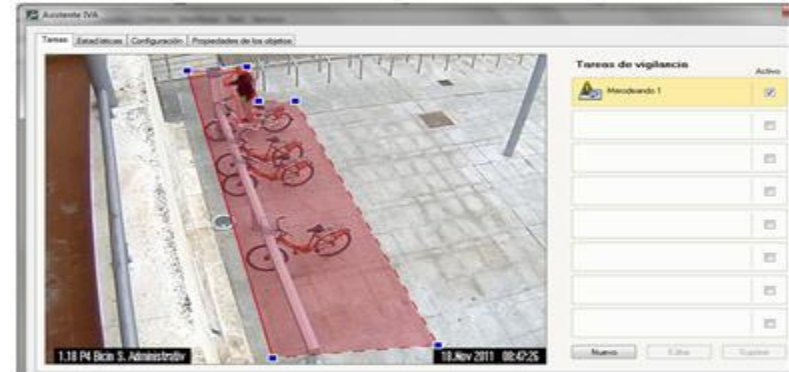 Asistente IVA
Tareas Estadísticas Configuración Propiedades de los objetos
Tareas de vigilancia
Activo
Merodeando 1
1.18 P4 Bicin S. Administrativ
18.Nov 2011 08:47:26
Nuevo Editar Suprimir